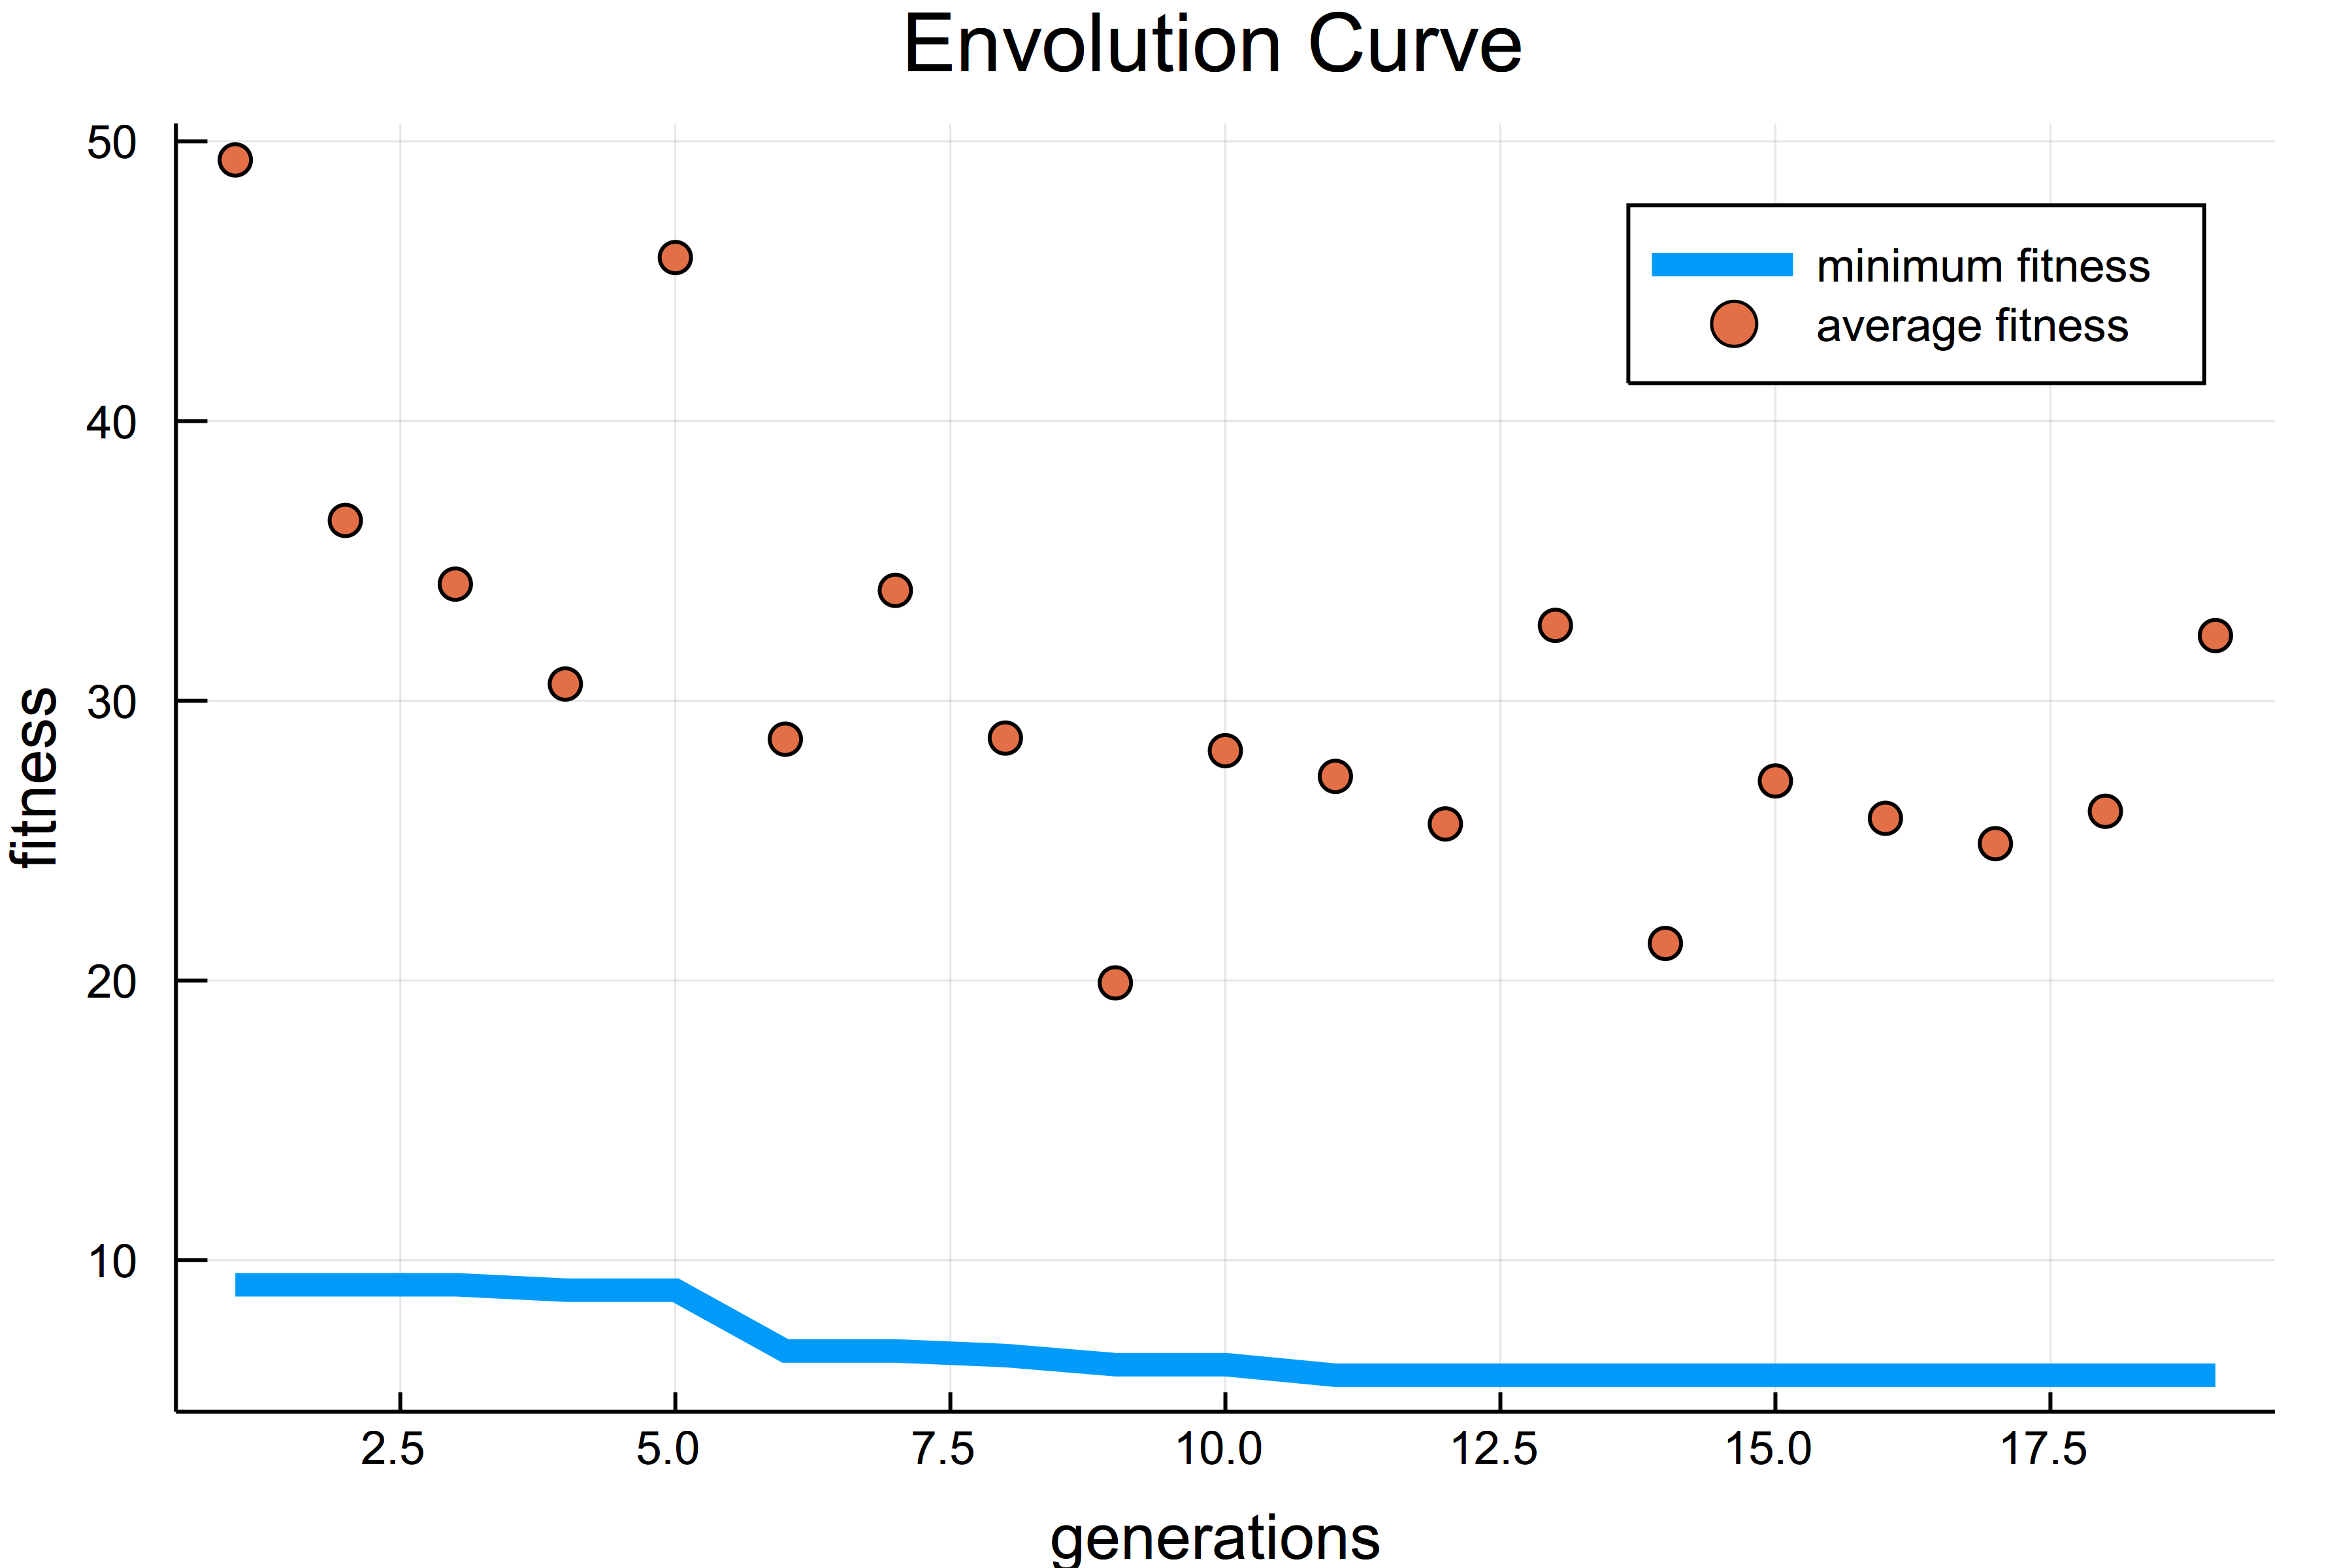 Envolution Curve
50
40
30
20
10
fitness
minimum fitness
average fitness
2.5 5.0 7.5 10.0 12.5 15.0 17.5
generations